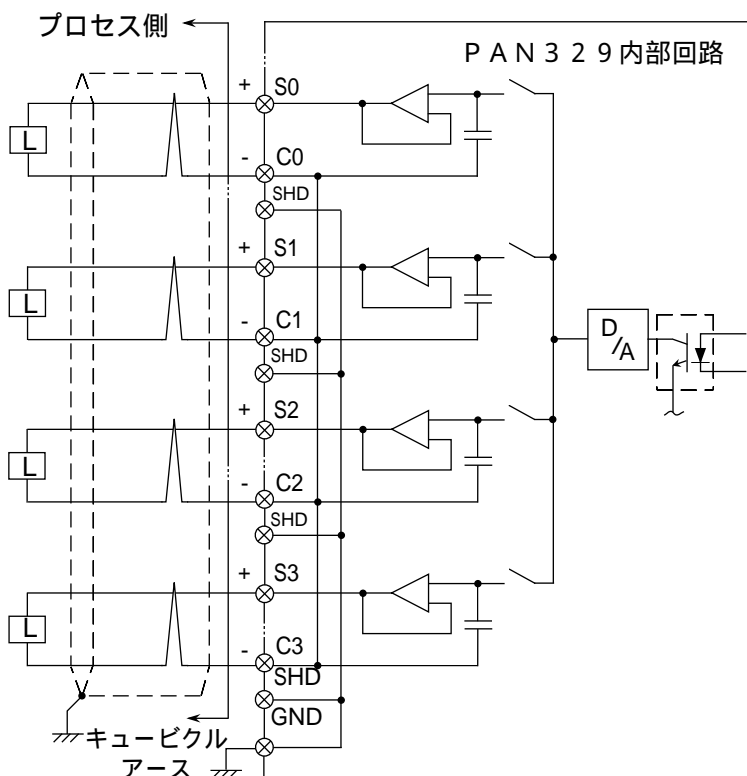 プロセス側
ＰＡＮ３２９内部回路
+ S0
L
- C0
SHD
+ S1
L
- C1
SHD
D/A
+ S2
L
- C2
SHD
+ S3
L
- C3
SHD
GND
キュービクル
アース